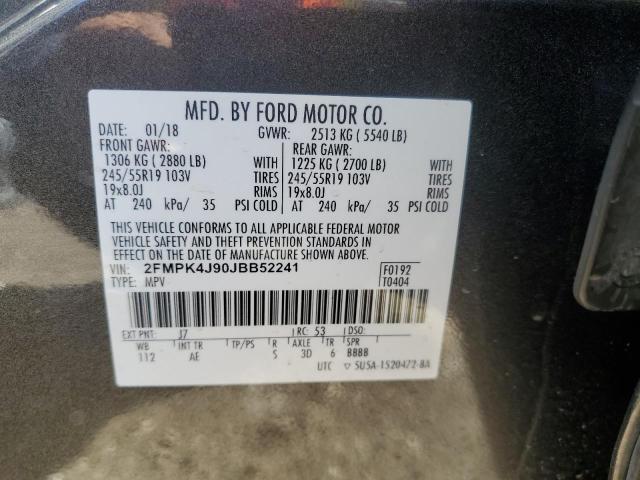 MFD. BY FORD MOTOR CO.
DATE: 01/18 GVWR: 2513 KG ( 5540 LB)
FRONT GAWR: REAR GAWR:
1306 KG ( 2880 LB) WITH 1225 KG ( 2700 LB) WITH
245/55R19 103V TIRES 245/55R19 103V TIRES
19x8.0J RIMS 19x8.0J RIMS
AT 240 kPa/ 35 PSI COLD AT 240 kPa/ 35 PSI COLD
THIS VEHICLE CONFORMS TO ALL APPLICABLE FEDERAL MOTOR
VEHICLE SAFETY AND THEFT PREVENTION STANDARDS IN
EFFECT ON THE DATE OF MANUFACTURE SHOWN ABOVE.
VIN: 2FMPK4J90JBB52241 F0192
TYPE: MPV T0404
EXT PNT: J7 RC: 53 DSO:
WB INT TR TP/PS R AXLE TR SPR
112 AE S 3D 6 BBBB
UTC ▽ 5U5A-1520472-BA